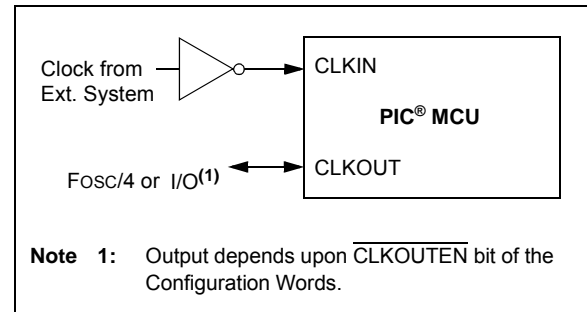 Clock from
Ext. System
CLKIN
PIC® MCU
FOSC/4 or I/O(1)
CLKOUT
Note 1: Output depends upon CLKOUTEN bit of the
Configuration Words.